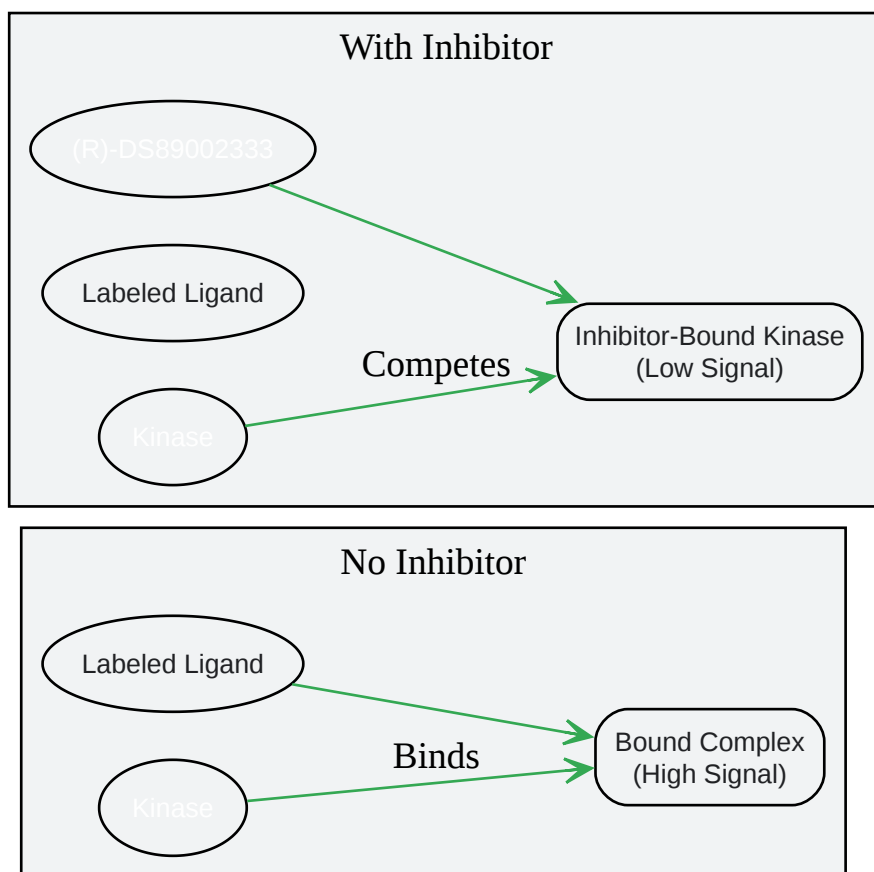 With Inhibitor
(R)-DS89002333
Labeled Ligand
Inhibitor-Bound Kinase
(Low Signal)
Competes
Kinase
No Inhibitor
Labeled Ligand
Bound Complex
(High Signal)
Binds
Kinase